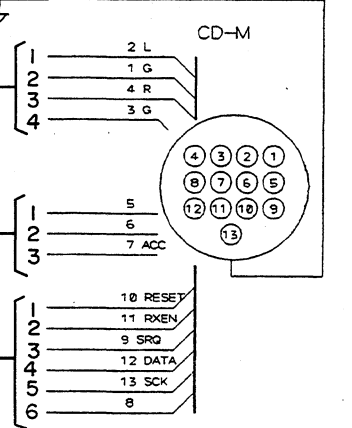 CD-M
1 2 L
2 1 G
3 4 R
4 3 G
4 3 2 1
8 7 6 5
12 11 10 9
13
1 5
2 6
3 7 ACC
1 10 RESET
2 11 RXEN
3 9 SRQ
4 12 DATA
5 13 SCK
6 8